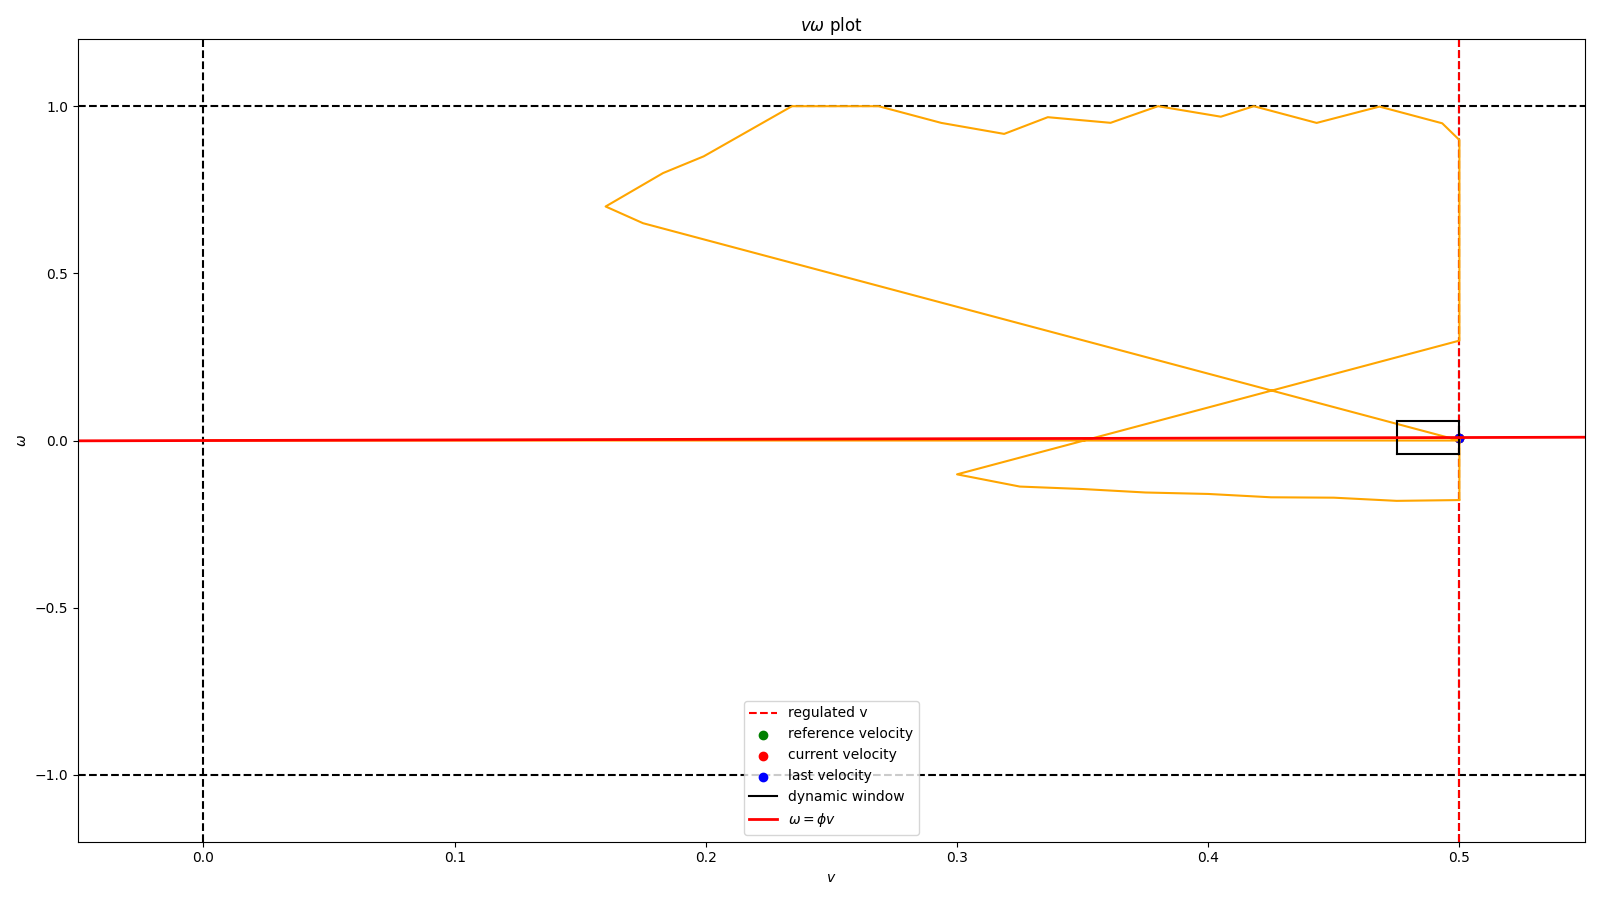 vω plot
1.0
0.5
0.0
−0.5
−1.0
ω
regulated v
reference velocity
current velocity
last velocity
dynamic window
ω = ϕv
0.0 0.1 0.2 0.3 0.4 0.5
v